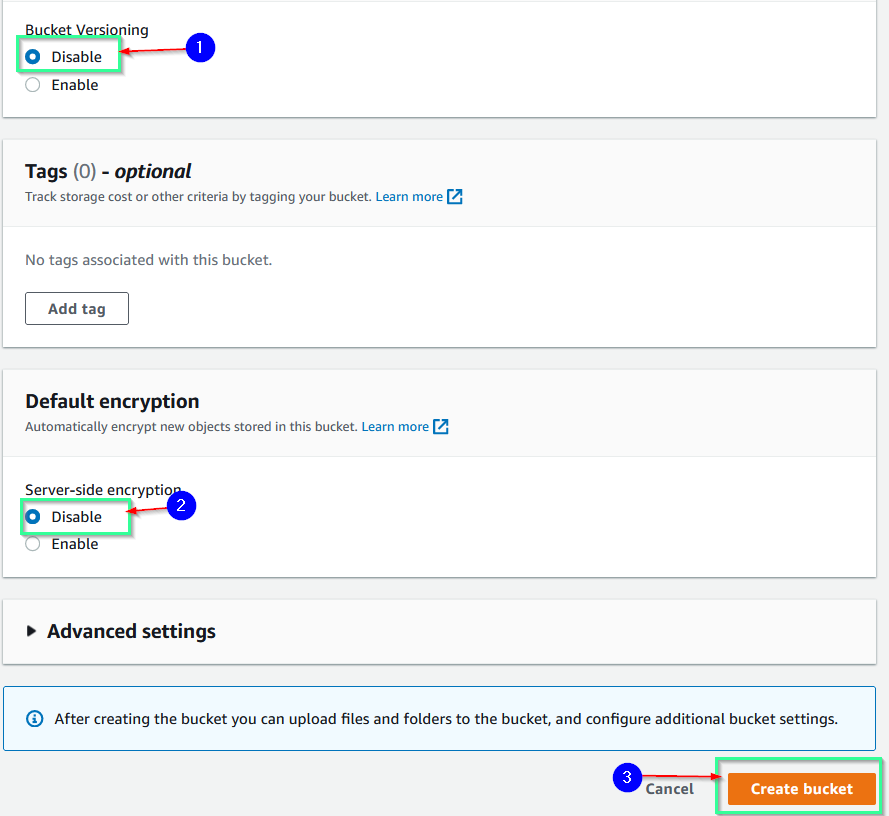 Bucket Versioning
Disable
1
Enable
Tags (0) - optional
Track storage cost or other criteria by tagging your bucket. Learn more
No tags associated with this bucket.
Add tag
Default encryption
Automatically encrypt new objects stored in this bucket. Learn more
Server-side encryption
2
Disable
Enable
Advanced settings
After creating the bucket you can upload files and folders to the bucket, and configure additional bucket settings.
3
Cancel
Create bucket